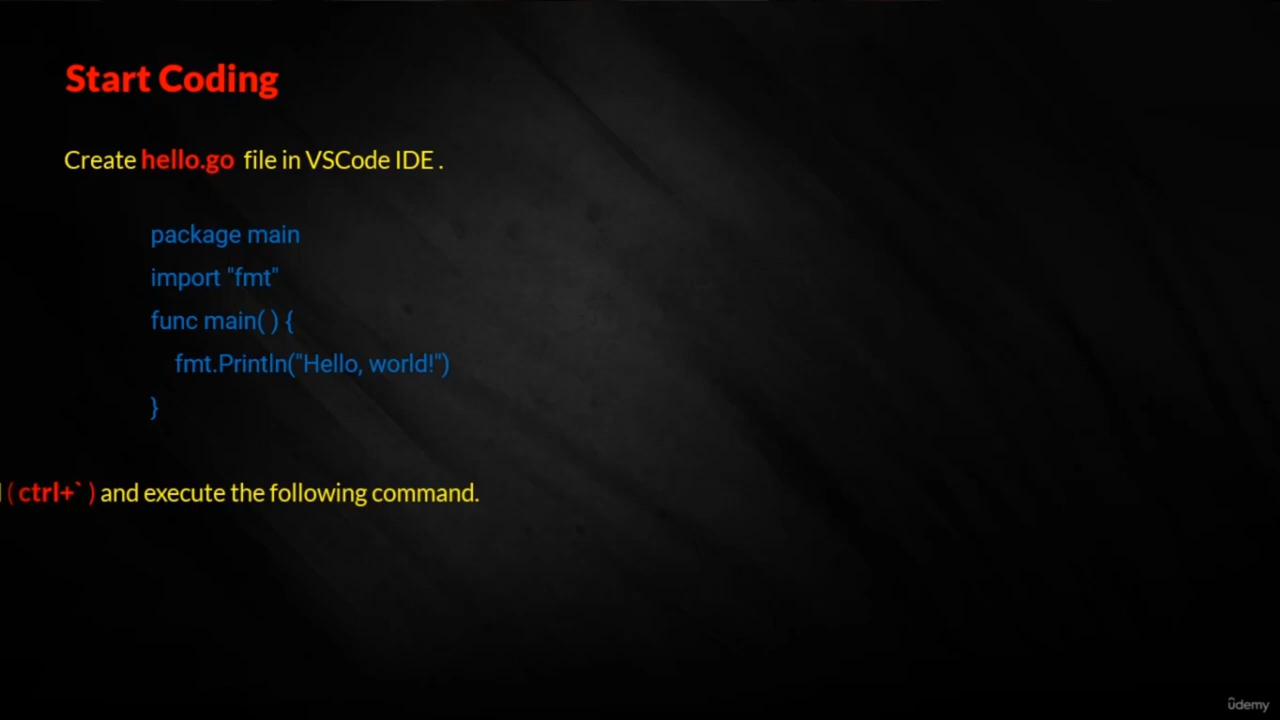 Start Coding
Create hello.go file in VSCode IDE .
package main
import "fmt"
func main( ) {
fmt.Println("Hello, world!")
}
( ctrl+` ) and execute the following command.
ûdemy